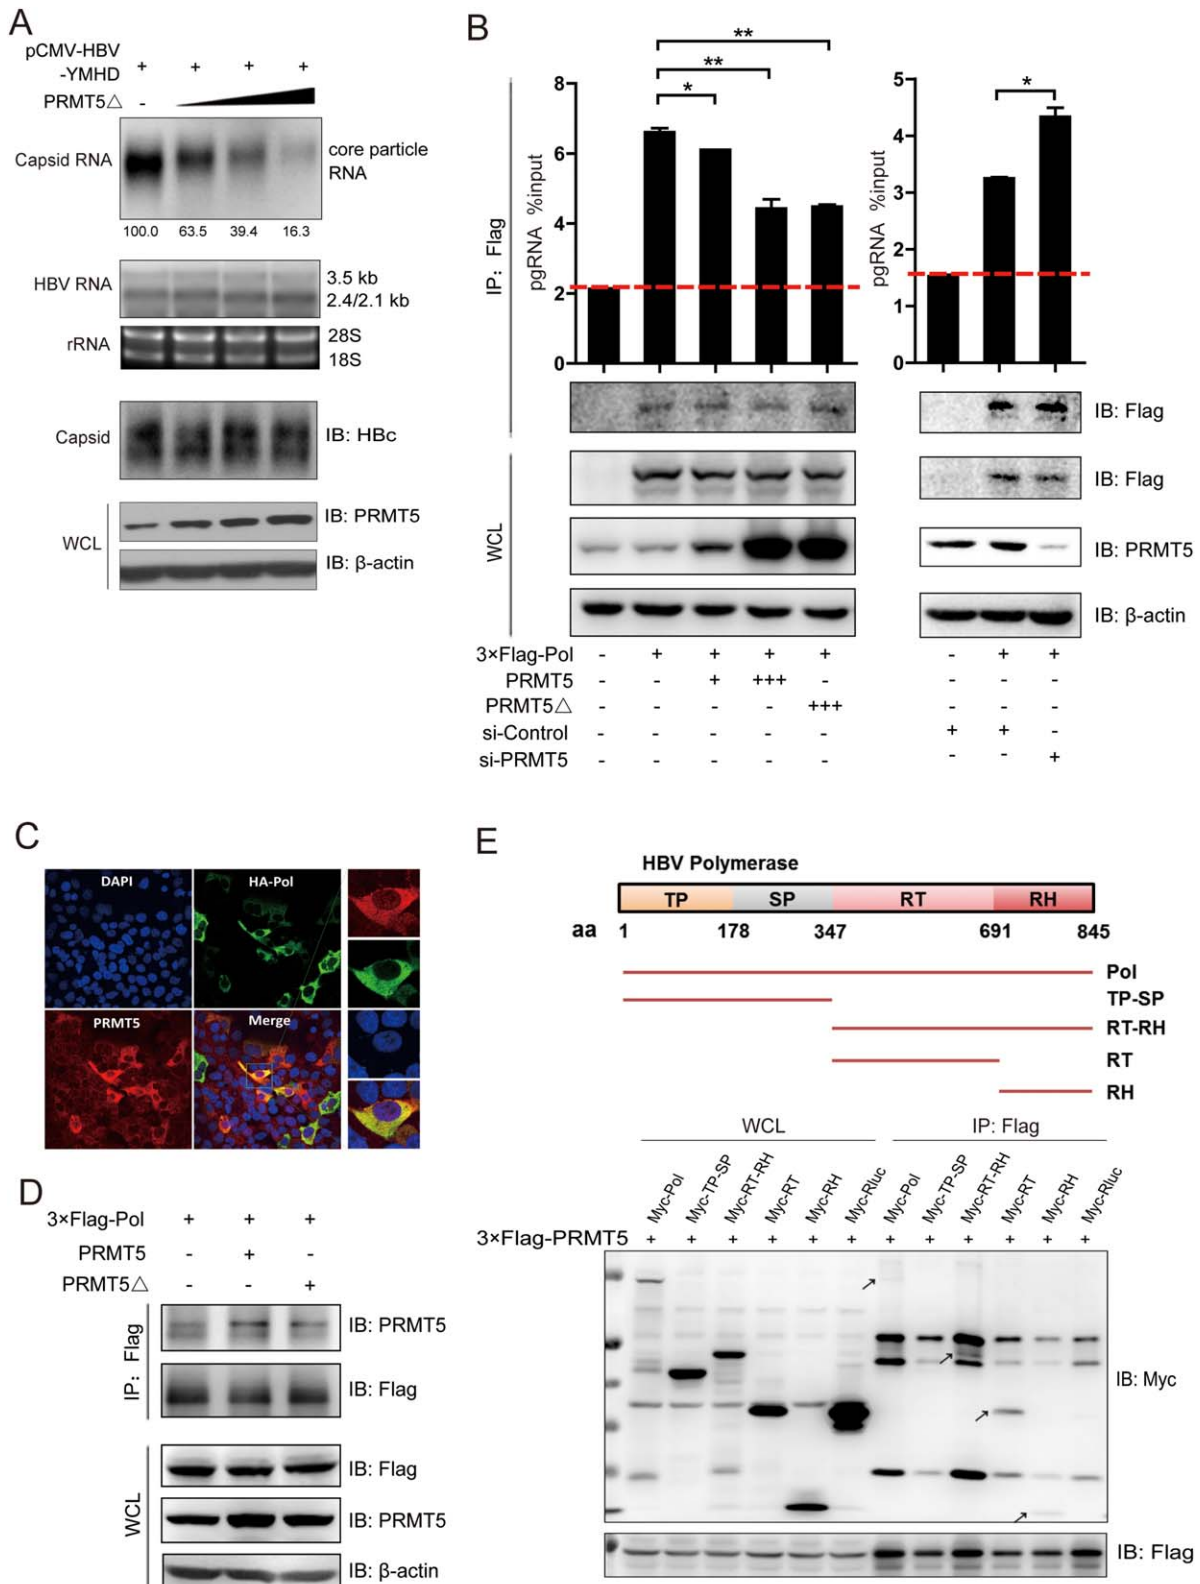 A
pCMV-HBV
-YMHD + + + +
PRMT5△ -
Capsid RNA
core particle
RNA
100.0 63.5 39.4 16.3
HBV RNA
3.5 kb
2.4/2.1 kb
rRNA
28S
18S
Capsid
IB: HBc
WCL
IB: PRMT5
IB: β-actin
B
IP: Flag
pgRNA %input
8
6
4
2
0
*
**
**
pgRNA %input
5
4
3
2
1
0
*
IB: Flag
WCL
IB: Flag
IB: PRMT5
IB: β-actin
3×Flag-Pol - + + + + - + +
PRMT5 - - + +++ - - - -
PRMT5△ - - - - +++ - - -
si-Control - - - - - + + -
si-PRMT5 - - - - - - - +
C
DAPI
HA-Pol
PRMT5
Merge
D
3×Flag-Pol + + +
PRMT5 - + -
PRMT5△ - - +
IP: Flag
IB: PRMT5
IB: Flag
WCL
IB: Flag
IB: PRMT5
IB: β-actin
E
HBV Polymerase
TP SP RT RH
aa 1 178 347 691 845
Pol
TP-SP
RT-RH
RT
RH
WCL IP: Flag
Myc-Pol Myc-TP-SP Myc-RT-RH Myc-RT Myc-RH Myc-Rluc Myc-Pol Myc-TP-SP Myc-RT-RH Myc-RT Myc-RH Myc-Rluc
3×Flag-PRMT5 + + + + + + + + + + + +
IB: Myc
IB: Flag